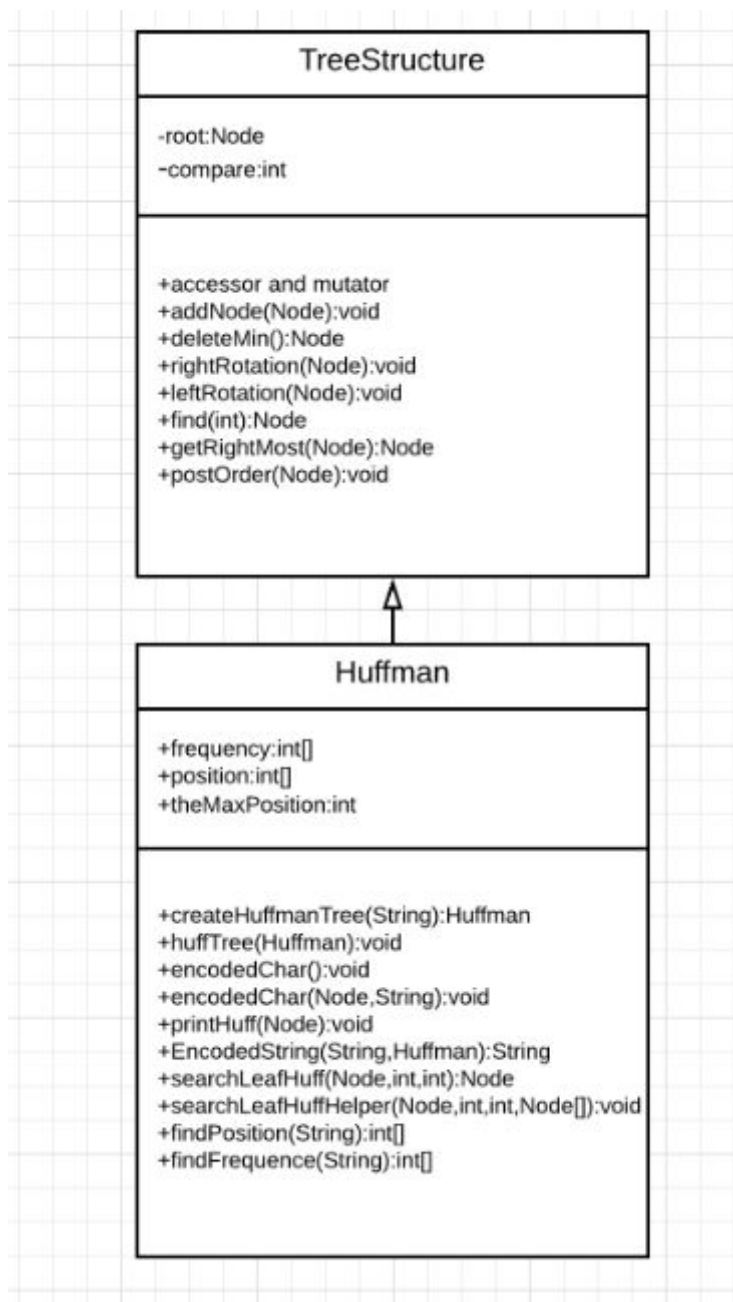 TreeStructure
-root:Node
-compare:int
+accessor and mutator
+addNode(Node):void
+deleteMin():Node
+rightRotation(Node):void
+leftRotation(Node):void
+find(int):Node
+getRightMost(Node):Node
+postOrder(Node):void
Huffman
+frequency:int[]
+position:int[]
+theMaxPosition:int
+createHuffmanTree(String):Huffman
+huffTree(Huffman):void
+encodedChar():void
+encodedChar(Node,String):void
+printHuff(Node):void
+EncodedString(String,Huffman):String
+searchLeafHuff(Node,int,int):Node
+searchLeafHuffHelper(Node,int,int,Node[]):void
+findPosition(String):int[]
+findFrequence(String):int[]